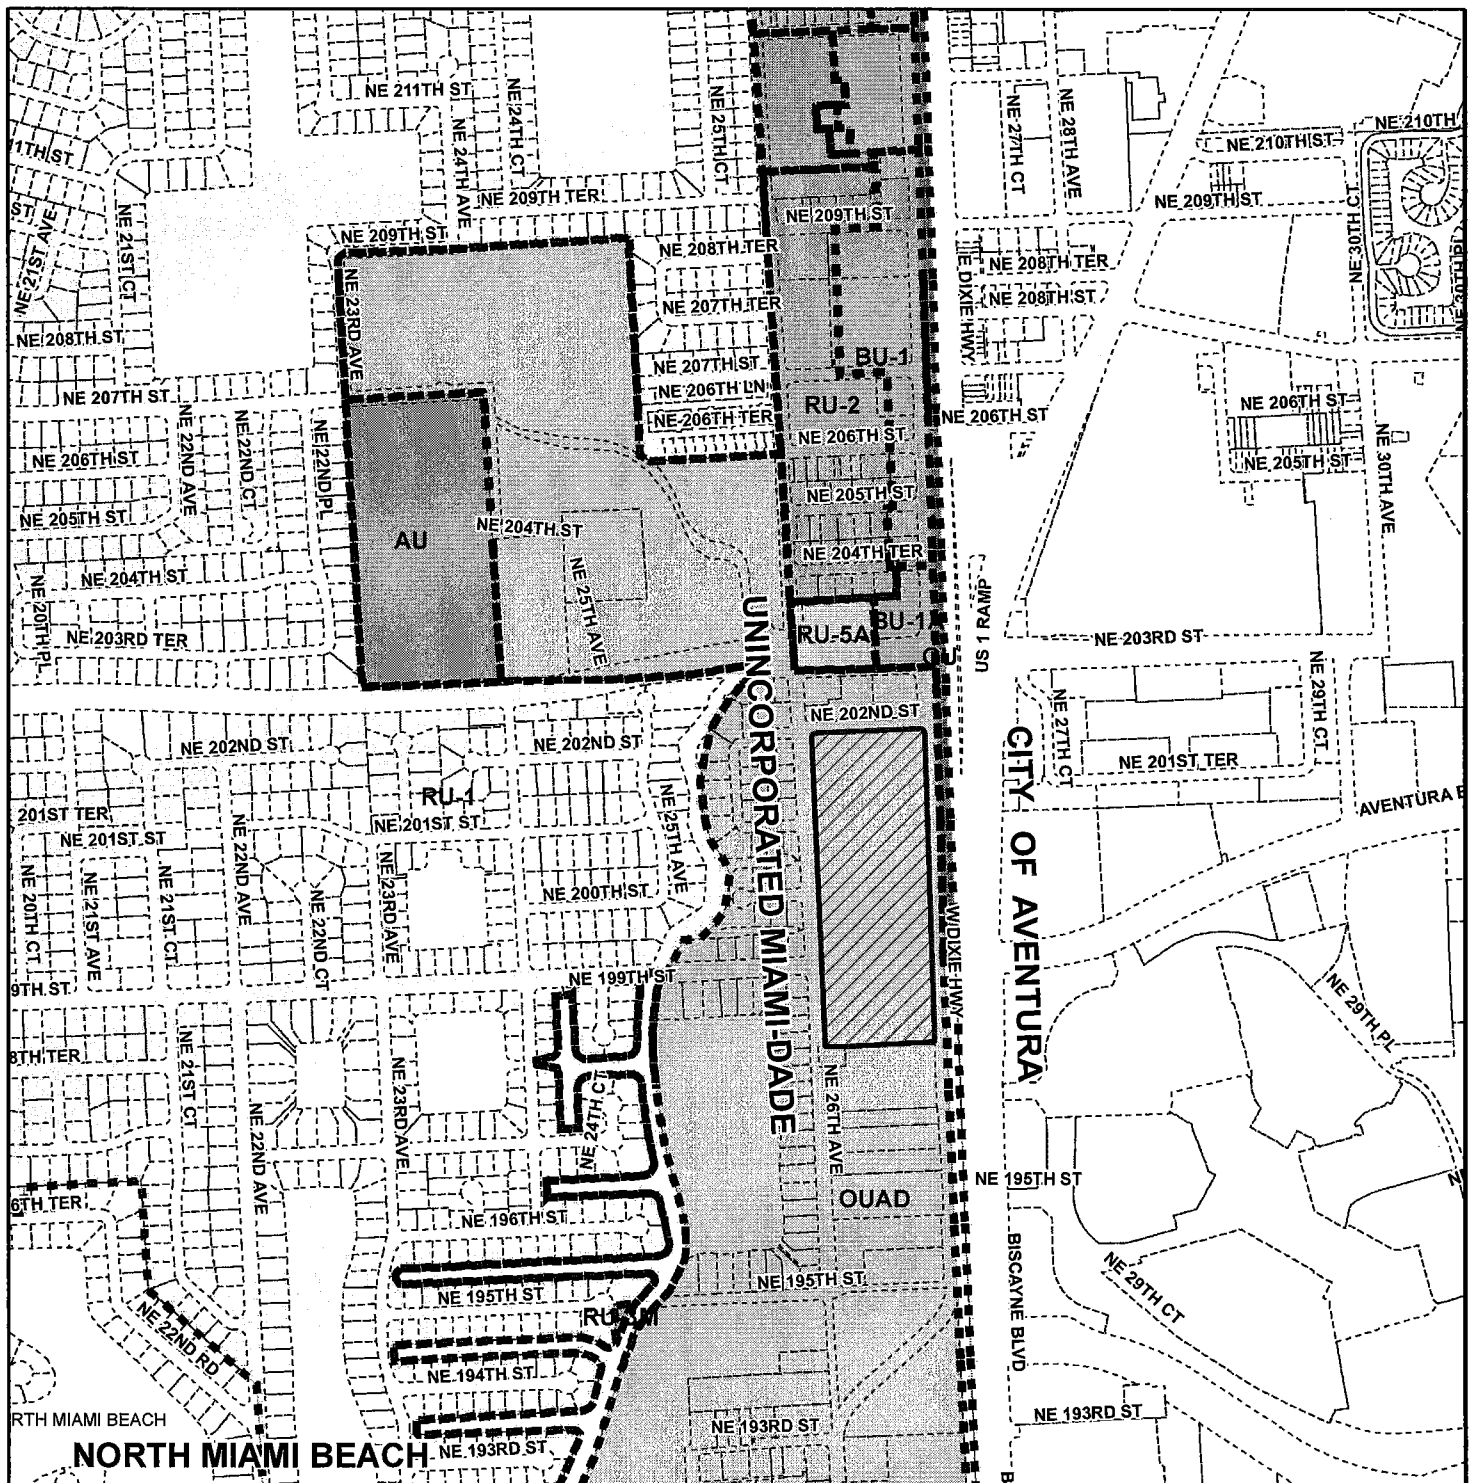 NE 211TH ST
NE 24TH CT
NE 24TH AVE
NE 25TH CT
NE 27TH CT
NE 28TH AVE
NE 210TH
NE 210TH ST
NE 209TH ST
NE 30TH CT
NE 30TH PL
11TH ST
ST
NE 21ST AVE
NE 21ST CT
NE 209TH TER
NE 209TH ST
NE 209TH ST
NE 208TH TER
NE 207TH TER
NE 207TH ST
NE 206TH LN
NE 206TH TER
NE 208TH TER
NE 208TH ST
E DIXIE HWY
NE 208TH ST
NE 23RD AVE
BU-1
RU-2
NE 206TH ST
NE 205TH ST
NE 204TH TER
NE 206TH ST
NE 206TH ST
NE 205TH ST
NE 30TH AVE
NE 207TH ST
NE 22ND AVE
NE 22ND CT
NE 22ND PL
NE 206TH ST
NE 205TH ST
NE 204TH ST
NE 20TH PL
NE 203RD TER
AU
NE 204TH ST
NE 25TH AVE
RU-5A
BU-1A
US 1 RAMP
NE 203RD ST
NE 29TH CT
NE 27TH CT
NE 201ST TER
AVENTURA B
UNINCORPORATED MIAMI-DADE
CITY OF AVENTURA
NE 202ND ST
NE 202ND ST
NE 202ND ST
RU-1
201ST TER
NE 201ST ST
NE 201ST ST
NE 25TH AVE
NE 22ND AVE
NE 20TH CT
NE 21ST AVE
NE 21ST CT
NE 22ND CT
NE 23RD AVE
NE 200TH ST
W DIXIE HWY
NE 199TH ST
9TH ST
NE 29TH PL
8TH TER
NE 21ST CT
NE 22ND AVE
NE 23RD AVE
NE 24TH CT
NE 26TH AVE
NE 195TH ST
OUAD
6TH TER
NE 196TH ST
NE 195TH ST
NE 195TH ST
BISCAYNE BLVD
NE 29TH CT
N
NE 22ND RD
NE 194TH ST
NE 193RD ST
NE 193RD ST
NE 193RD ST
RTH MIAMI BEACH
NORTH MIAMI BEACH
B